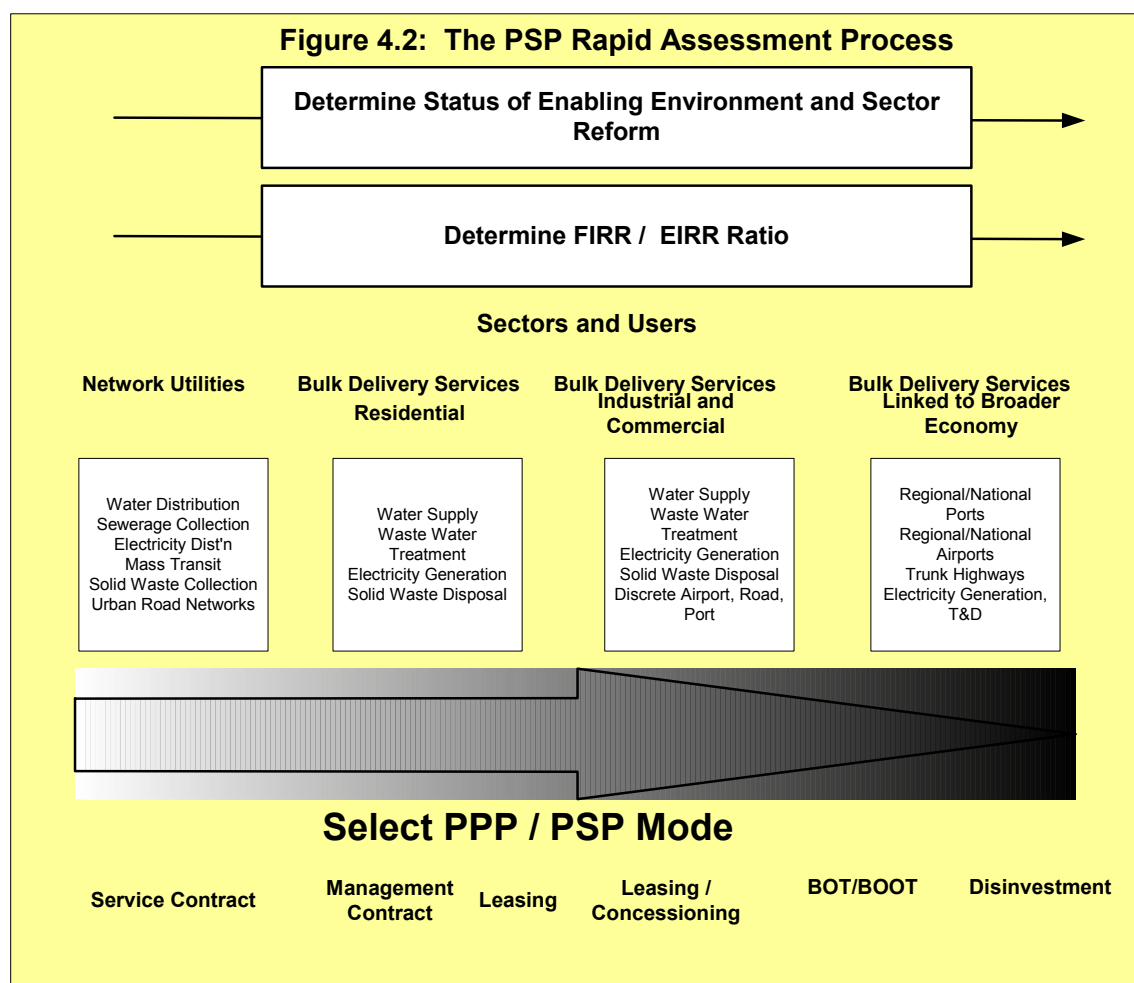 Figure 4.2:  The PSP Rapid Assessment Process
Determine Status of Enabling Environment and Sector
Reform
Determine FIRR /  EIRR Ratio
Sectors and Users
Network Utilities
Bulk Delivery Services
Residential
Bulk Delivery Services
Industrial and
Commercial
Bulk Delivery Services
Linked to Broader
Economy
Water Distribution
Sewerage Collection
Electricity Dist'n
Mass Transit
Solid Waste Collection
Urban Road Networks
Water Supply
Waste Water
Treatment
Electricity Generation
Solid Waste Disposal
Water Supply
Waste Water
Treatment
Electricity Generation
Solid Waste Disposal
Discrete Airport, Road,
Port
Regional/National
Ports
Regional/National
Airports
Trunk Highways
Electricity Generation,
T&D
Select PPP / PSP Mode
Service Contract
Management
Contract
Leasing
Leasing /
Concessioning
BOT/BOOT
Disinvestment